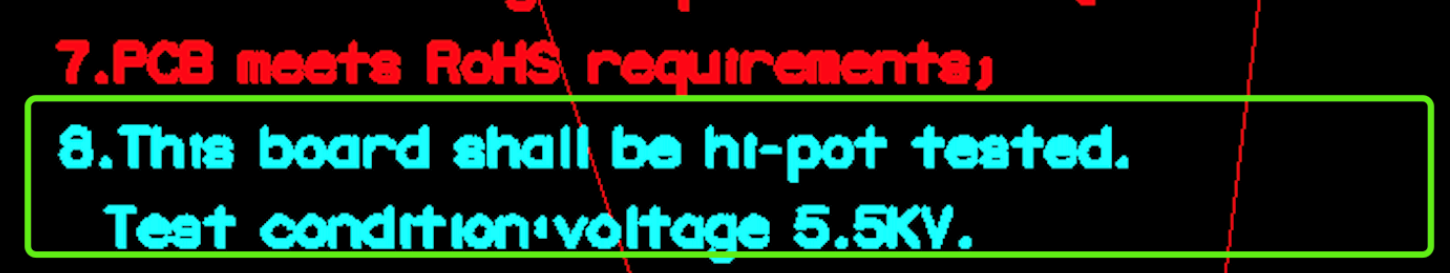 7.PCB meets RoHS requirements;
8.This board shall be hi-pot tested.
Test condition:voltage 5.5KV.